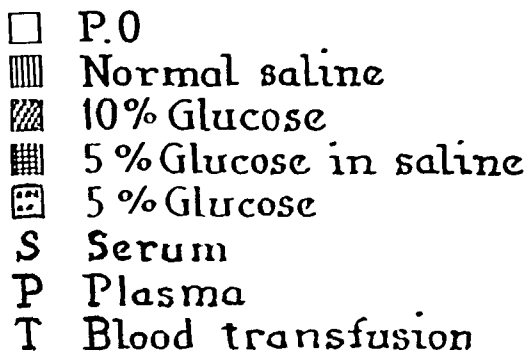 P.O
Normal saline
10% Glucose
5% Glucose in saline
5% Glucose
S Serum
P Plasma
T Blood transfusion